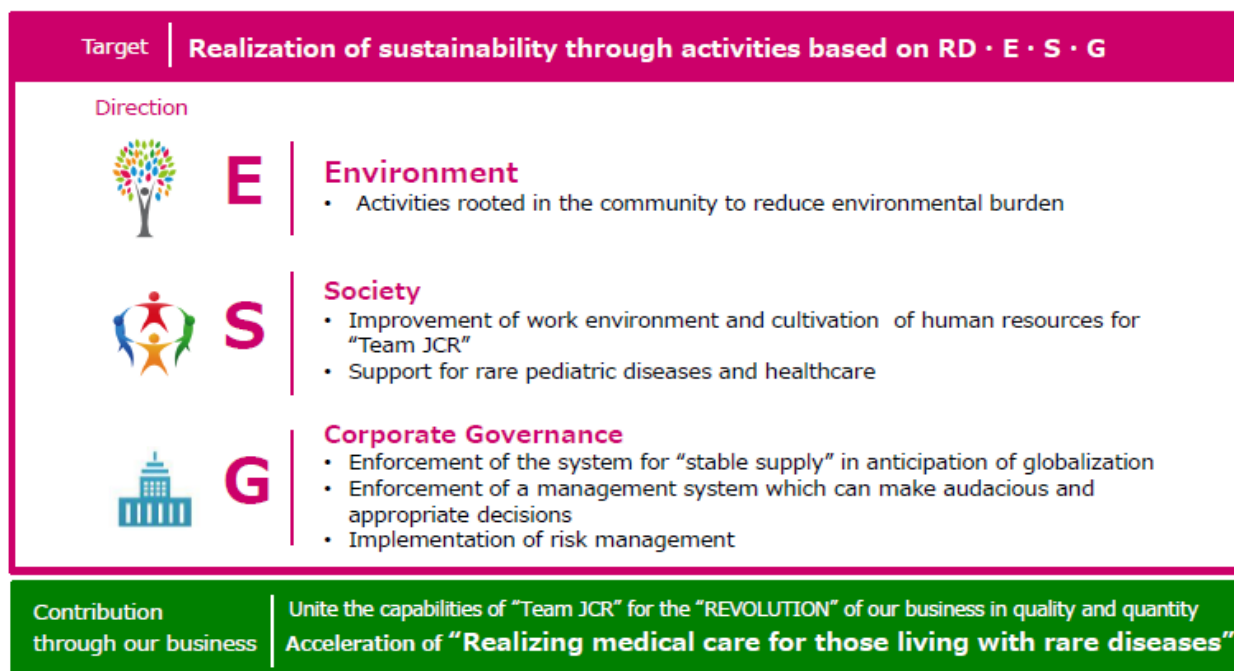 Target
Realization of sustainability through activities based on RD・E・S・G
Direction
E
Environment
• Activities rooted in the community to reduce environmental burden
S
Society
• Improvement of work environment and cultivation of human resources for
“Team JCR”
• Support for rare pediatric diseases and healthcare
G
Corporate Governance
• Enforcement of the system for “stable supply” in anticipation of globalization
• Enforcement of a management system which can make audacious and
appropriate decisions
• Implementation of risk management
Contribution
through our business
Unite the capabilities of “Team JCR” for the “REVOLUTION” of our business in quality and quantity
Acceleration of “Realizing medical care for those living with rare diseases”